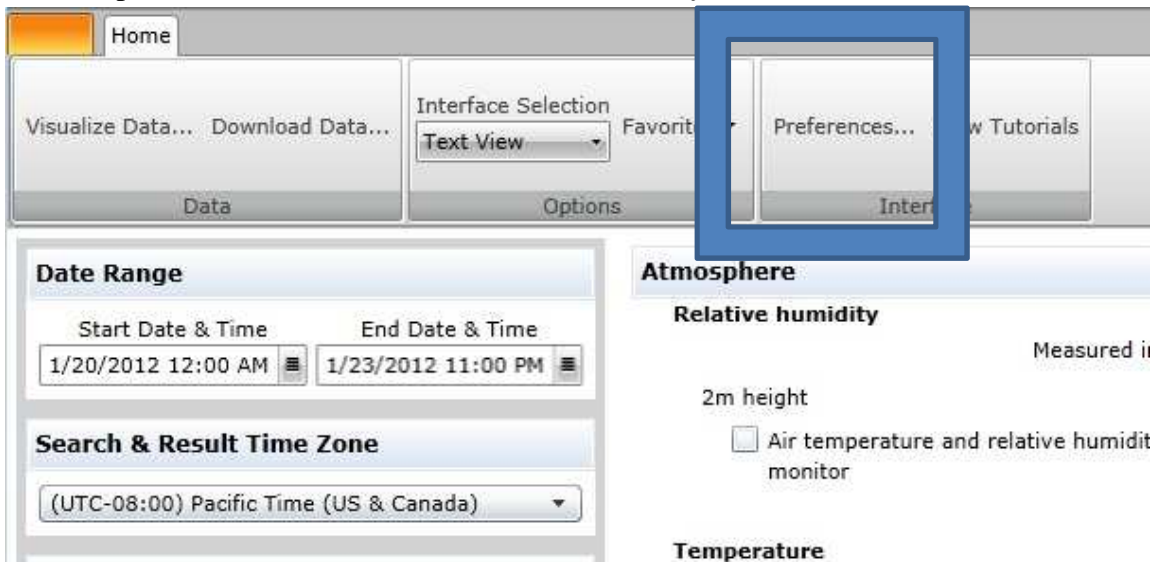 Home
Visualize Data... Download Data...
Interface Selection
Text View
Preferences... Tutorials
Data
Options
Date Range
Start Date & Time End Date & Time
1/20/2012 12:00 AM 1/23/2012 11:00 PM
Search & Result Time Zone
(UTC-08:00) Pacific Time (US & Canada)
Atmosphere
Relative humidity
Measured
2m height
Air temperature and relative
monitor
Temperature